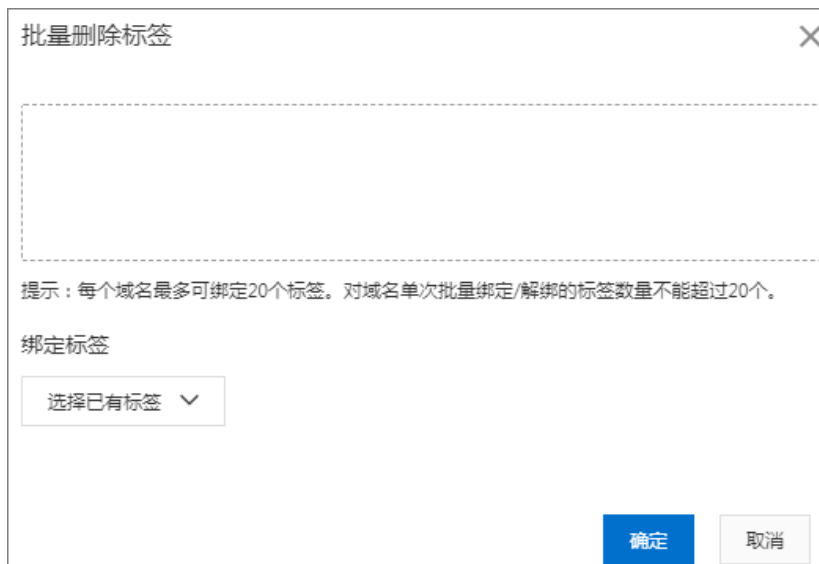 批量删除标签
提示：每个域名最多可绑定20个标签。对域名单次批量绑定/解绑的标签数量不能超过20个。
绑定标签
选择已有标签
确定
取消